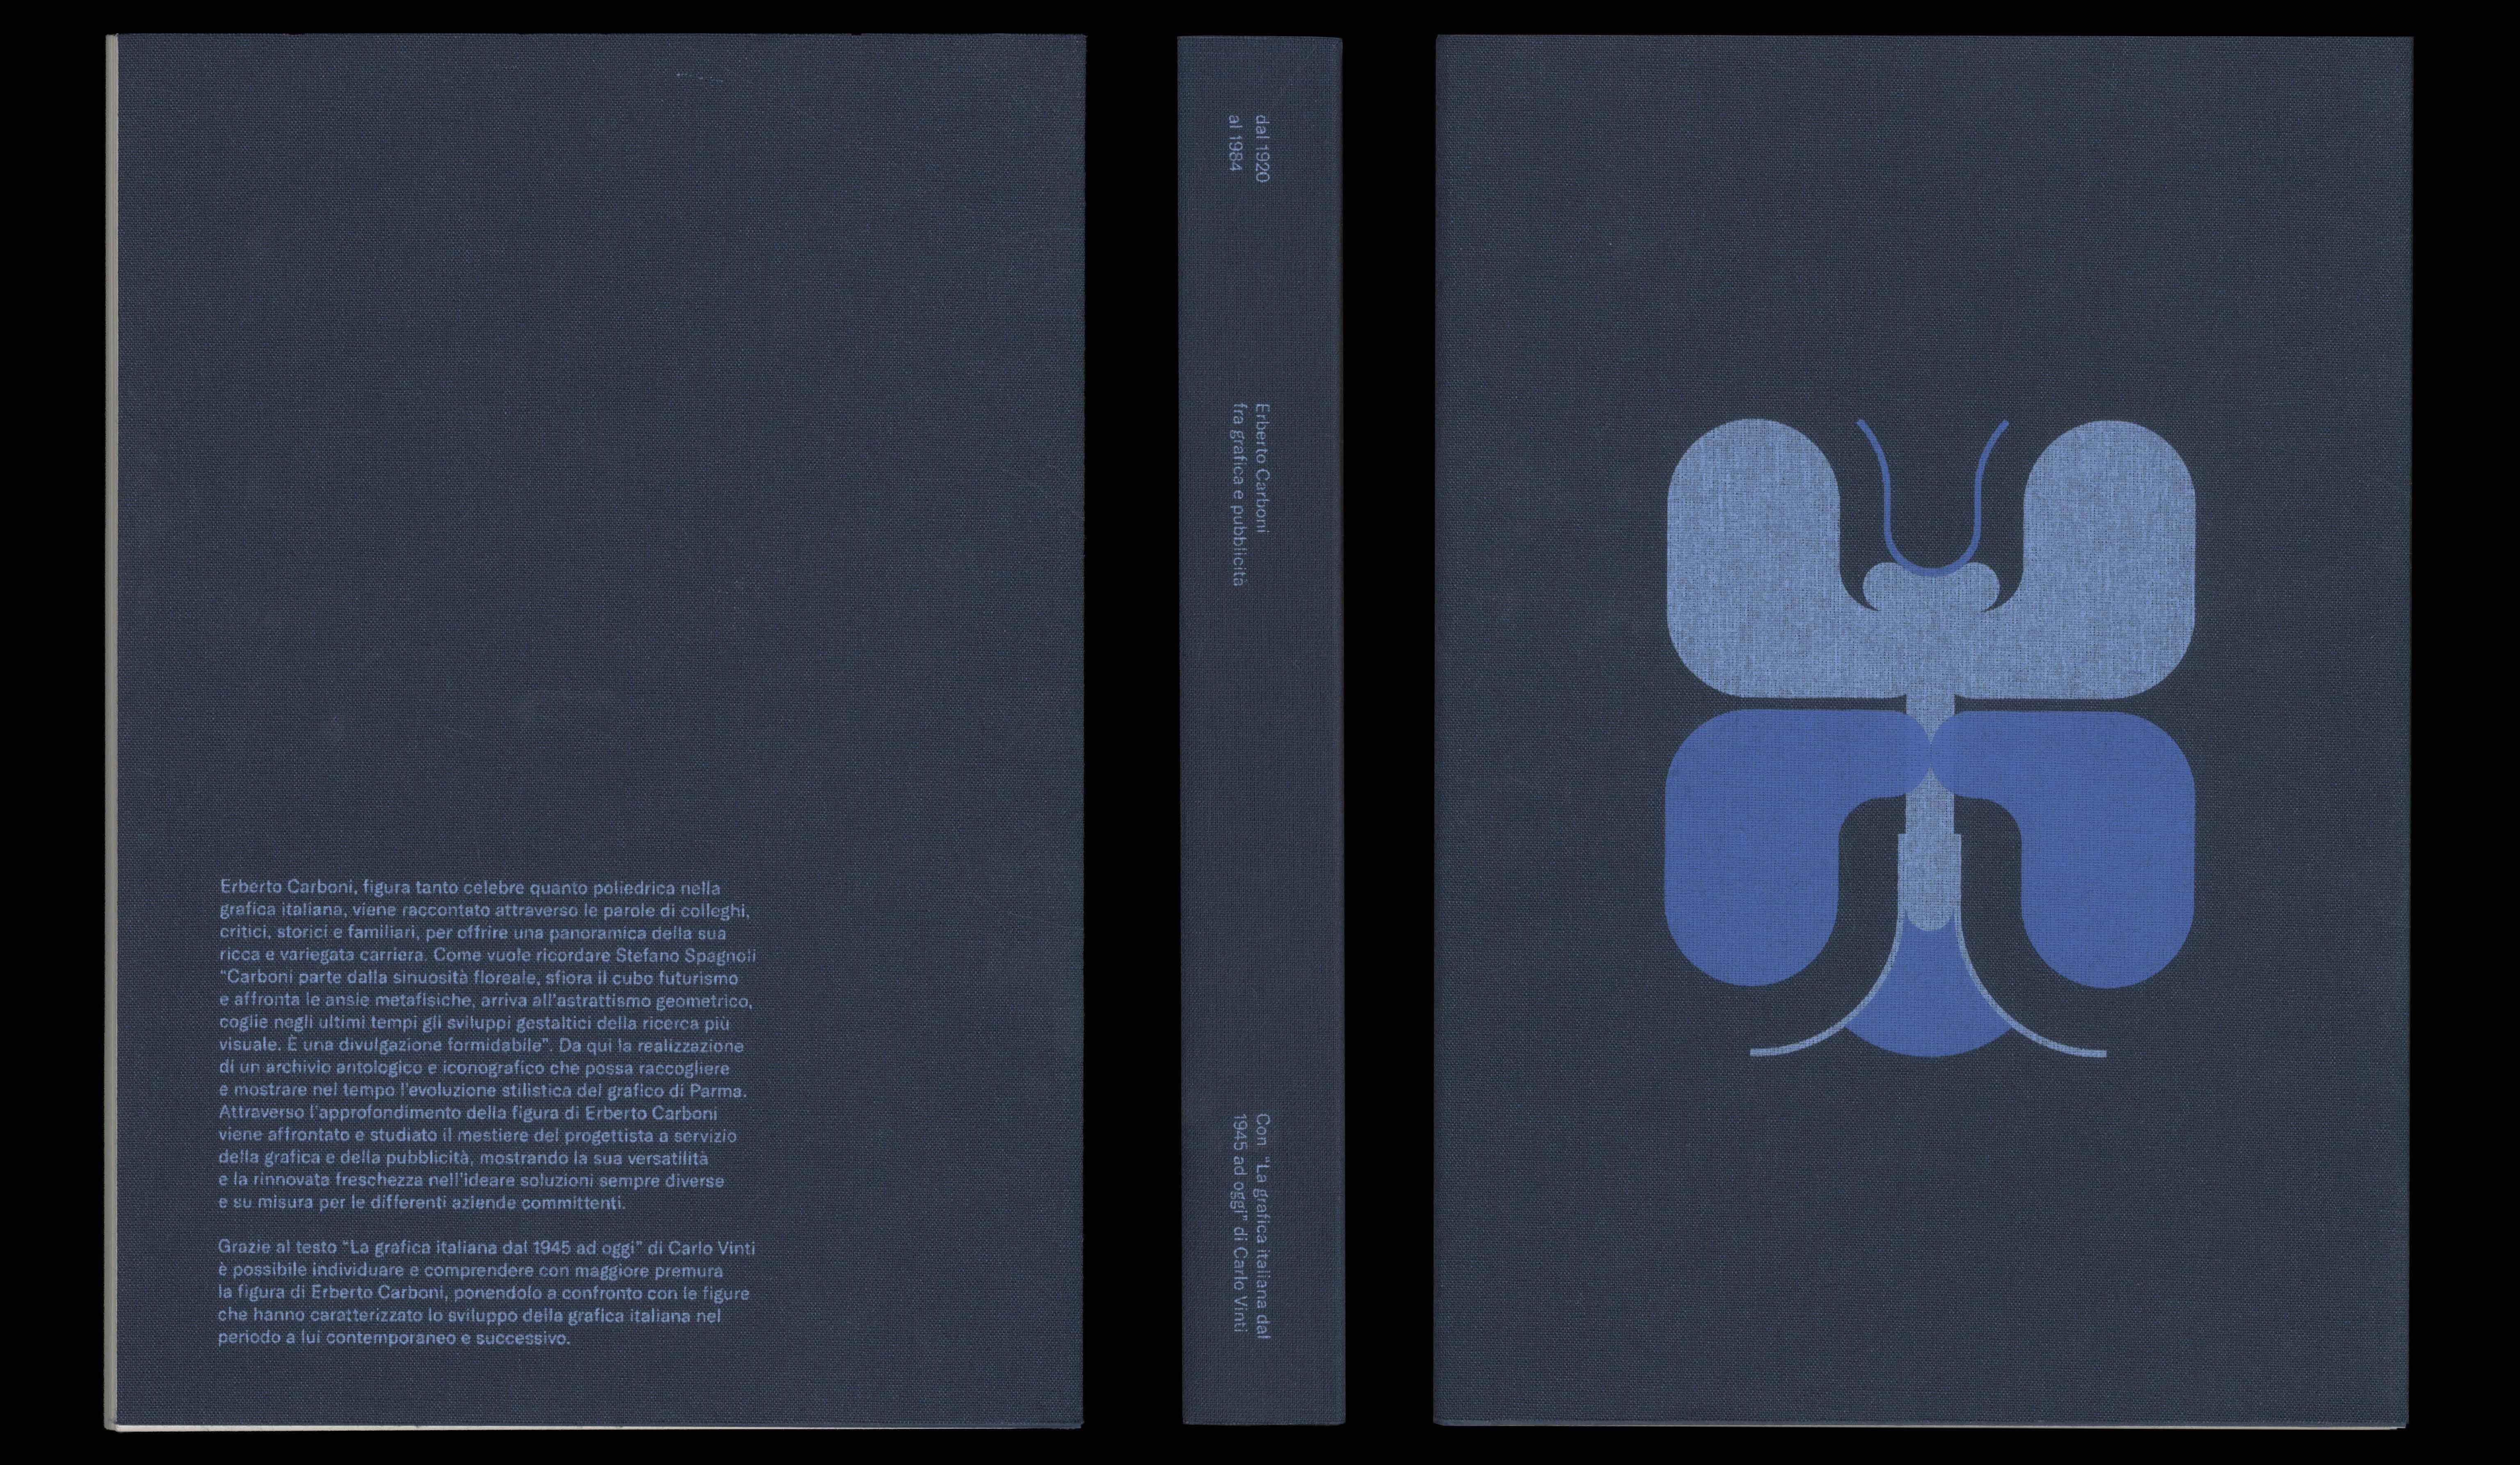 Erberto Carboni, figura tanto celebre quanto poliedrica nella
grafica italiana, viene raccontato attraverso le parole di colleghi,
critici, storici e familiari, per offrire una panoramica della sua
ricca e variegata carriera. Come vuole ricordare Stefano Spagnoli
“Carboni parte dalla sinuosità floreale, sfiora il cubo futurismo
e affronta le ansie metafisiche, arriva all’astrattismo geometrico,
coglie negli ultimi tempi gli sviluppi gestaltici della ricerca più
visuale. È una divulgazione formidabile”. Da qui la realizzazione
di un archivio antologico e iconografico che possa raccogliere
e mostrare nel tempo l’evoluzione stilistica del grafico di Parma.
Attraverso l’approfondimento della figura di Erberto Carboni
viene affrontato e studiato il mestiere del progettista a servizio
della grafica e della pubblicità, mostrando la sua versatilità
e la rinnovata freschezza nell’ideare soluzioni sempre diverse
e su misura per le differenti aziende committenti.
Grazie al testo “La grafica italiana dal 1945 ad oggi” di Carlo Vinti
è possibile individuare e comprendere con maggiore premura
la figura di Erberto Carboni, ponendolo a confronto con le figure
che hanno caratterizzato lo sviluppo della grafica italiana nel
periodo a lui contemporaneo e successivo.
dal 1920
al 1984
Erberto Carboni
fra grafica e pubblicità
Con “La grafica italiana dal
1945 ad oggi” di Carlo Vinti